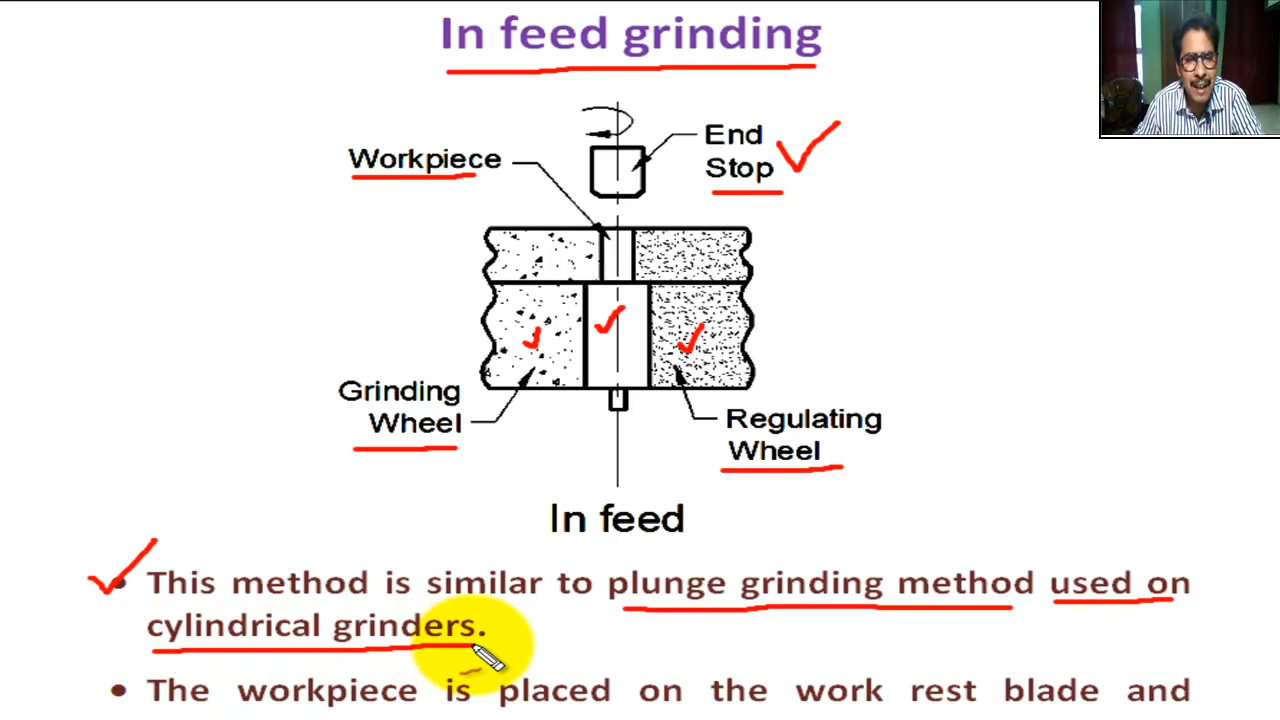 In feed grinding
Workpiece
End
Stop
Grinding
Wheel
Regulating
Wheel
In feed
• This method is similar to plunge grinding method used on
cylindrical grinders.
• The workpiece is placed on the work rest blade and